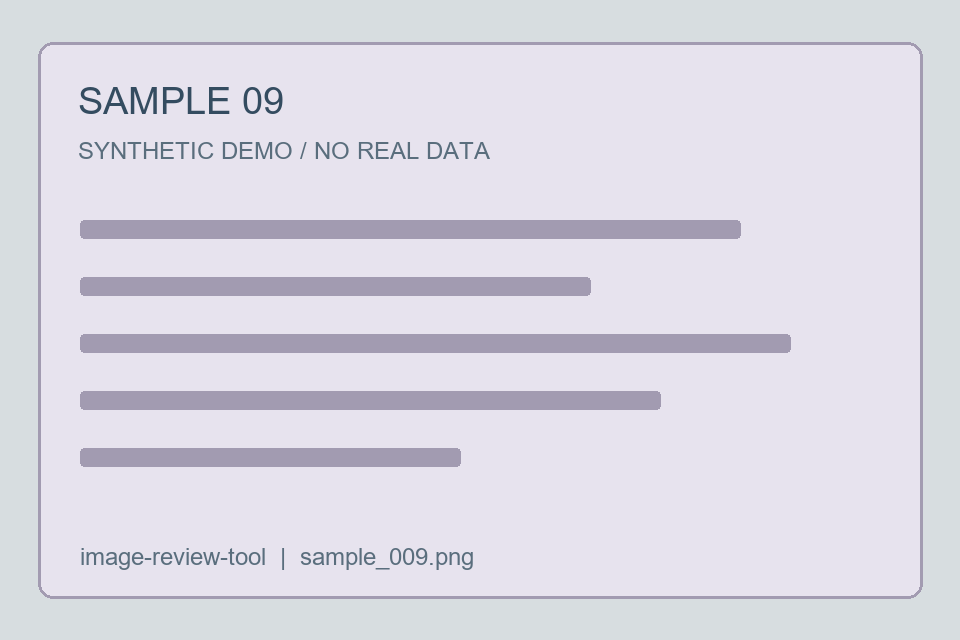 SAMPLE 09
SYNTHETIC DEMO / NO REAL DATA
image-review-tool | sample_009.png